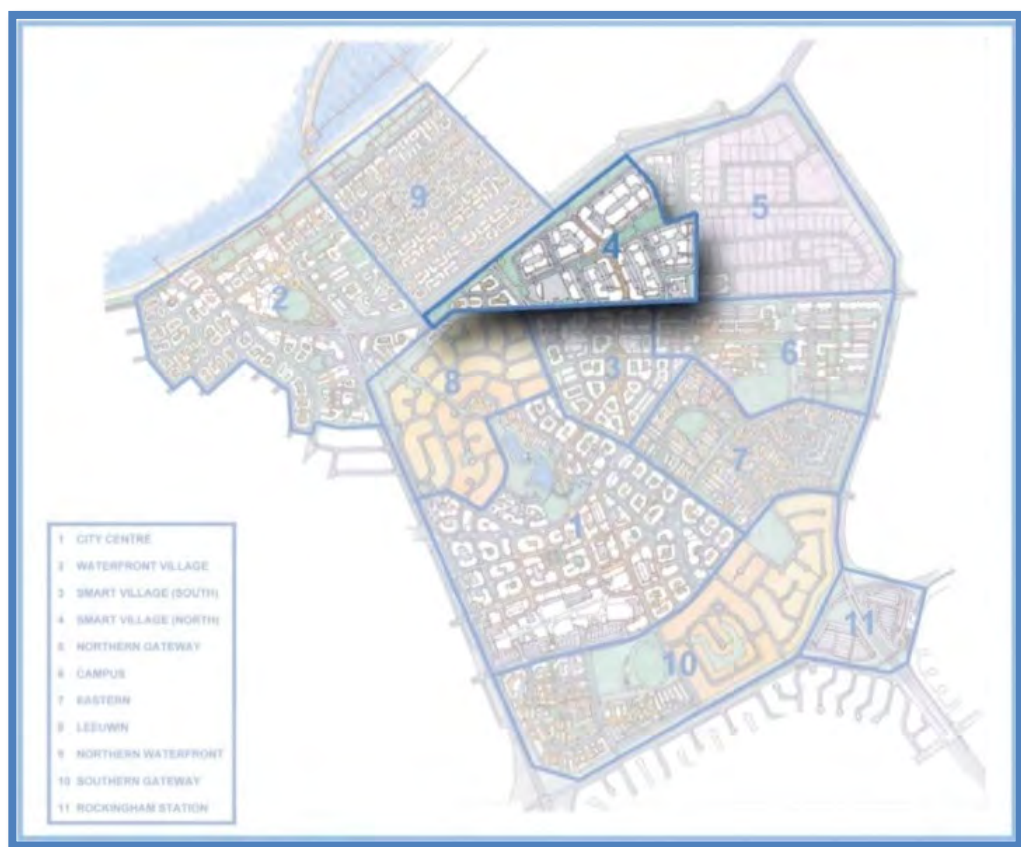 9
5
4
2
6
3
8
7
1
11
10
1 CITY CENTRE
2 WATERFRONT VILLAGE
3 SMART VILLAGE (SOUTH)
4 SMART VILLAGE (NORTH)
5 NORTHERN GATEWAY
6 CAMPUS
7 EASTERN
8 LEEUWIN
9 NORTHERN WATERFRONT
10 SOUTHERN GATEWAY
11 ROCKINGHAM STATION